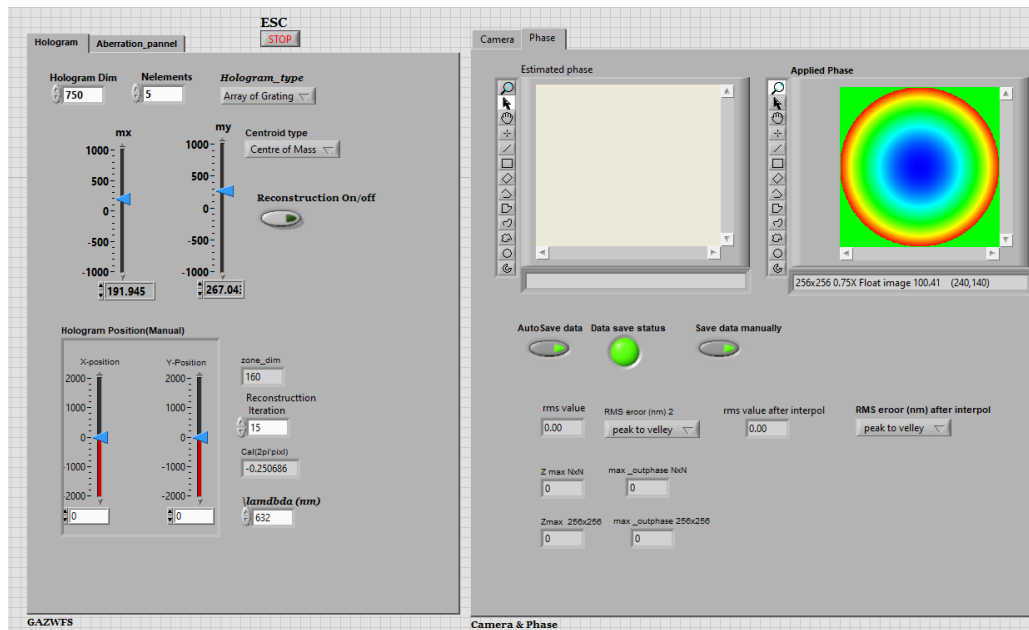 ESC
STOP
Hologram
Aberration_pannel
Hologram Dim
Nelements
Hologram_type
750
5
Array of Grating
mx
my
Centroid type
Centre of Mass
1000
500
0
-500
-1000
1000
500
0
-500
-1000
Reconstruction On/off
191.945
267.04
Hologram Position(Manual)
X-position
Y-Position
2000
1000
0
-1000
-2000
2000
1000
0
-1000
-2000
0
0
zone_dim
160
Reconstructtion
Iteration
15
Cal(2pi'pixl)
-0.250686
\lamdbda (nm)
632
GAZWFS
Camera
Phase
Estimated phase
Applied Phase
256x256 0.75X Float image 100.41 (240,140)
AutoSave data
Data save status
Save data manually
rms value
RMS eroor (nm) 2
rms value after interpol
RMS eroor (nm) after interpol
0.00
peak to velley
0.00
peak to velley
Z max NxN
max _outphase NxN
0
0
Zmax 256x256
max _outphase 256x256
0
0
Camera & Phase